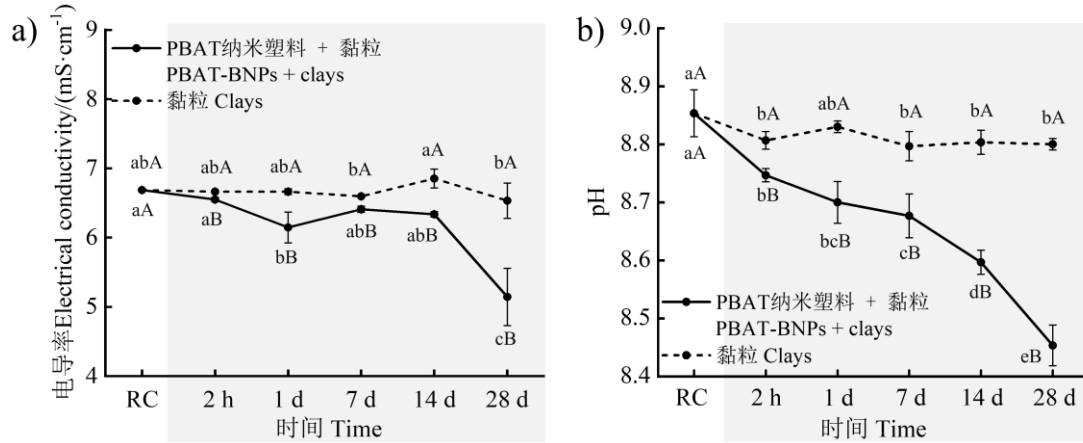 a)
电导率Electrical conductivity/(mS·cm⁻¹)
9
8
7
6
5
4
PBAT纳米塑料 + 黏粒
PBAT-BNPs + clays
黏粒 Clays
abA abA abA bA aA bA
aA aB bB abB abB cB
RC 2 h 1 d 7 d 14 d 28 d
时间 Time
b)
pH
9.0
8.9
8.8
8.7
8.6
8.5
8.4
aA bA abA bA bA bA
aA bB bcB cB dB eB
PBAT纳米塑料 + 黏粒
PBAT-BNPs + clays
黏粒 Clays
RC 2 h 1 d 7 d 14 d 28 d
时间 Time